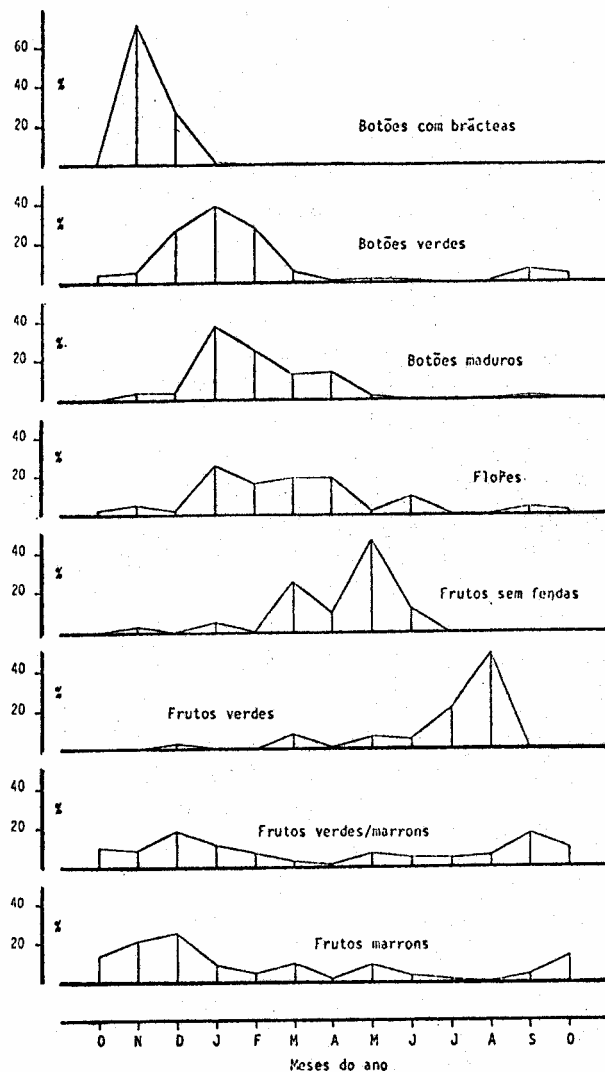 60
40
20
%
Botões com brácteas
40
20
%
Botões verdes
40
20
%.
Botões maduros
40
20
%
Flores
40
20
%
Frutos sem fendas
40
20
%
Frutos verdes
40
20
%
Frutos verdes/marrons
40
20
%
Frutos marrons
O N D J F M A M J J A S O
Meses do ano